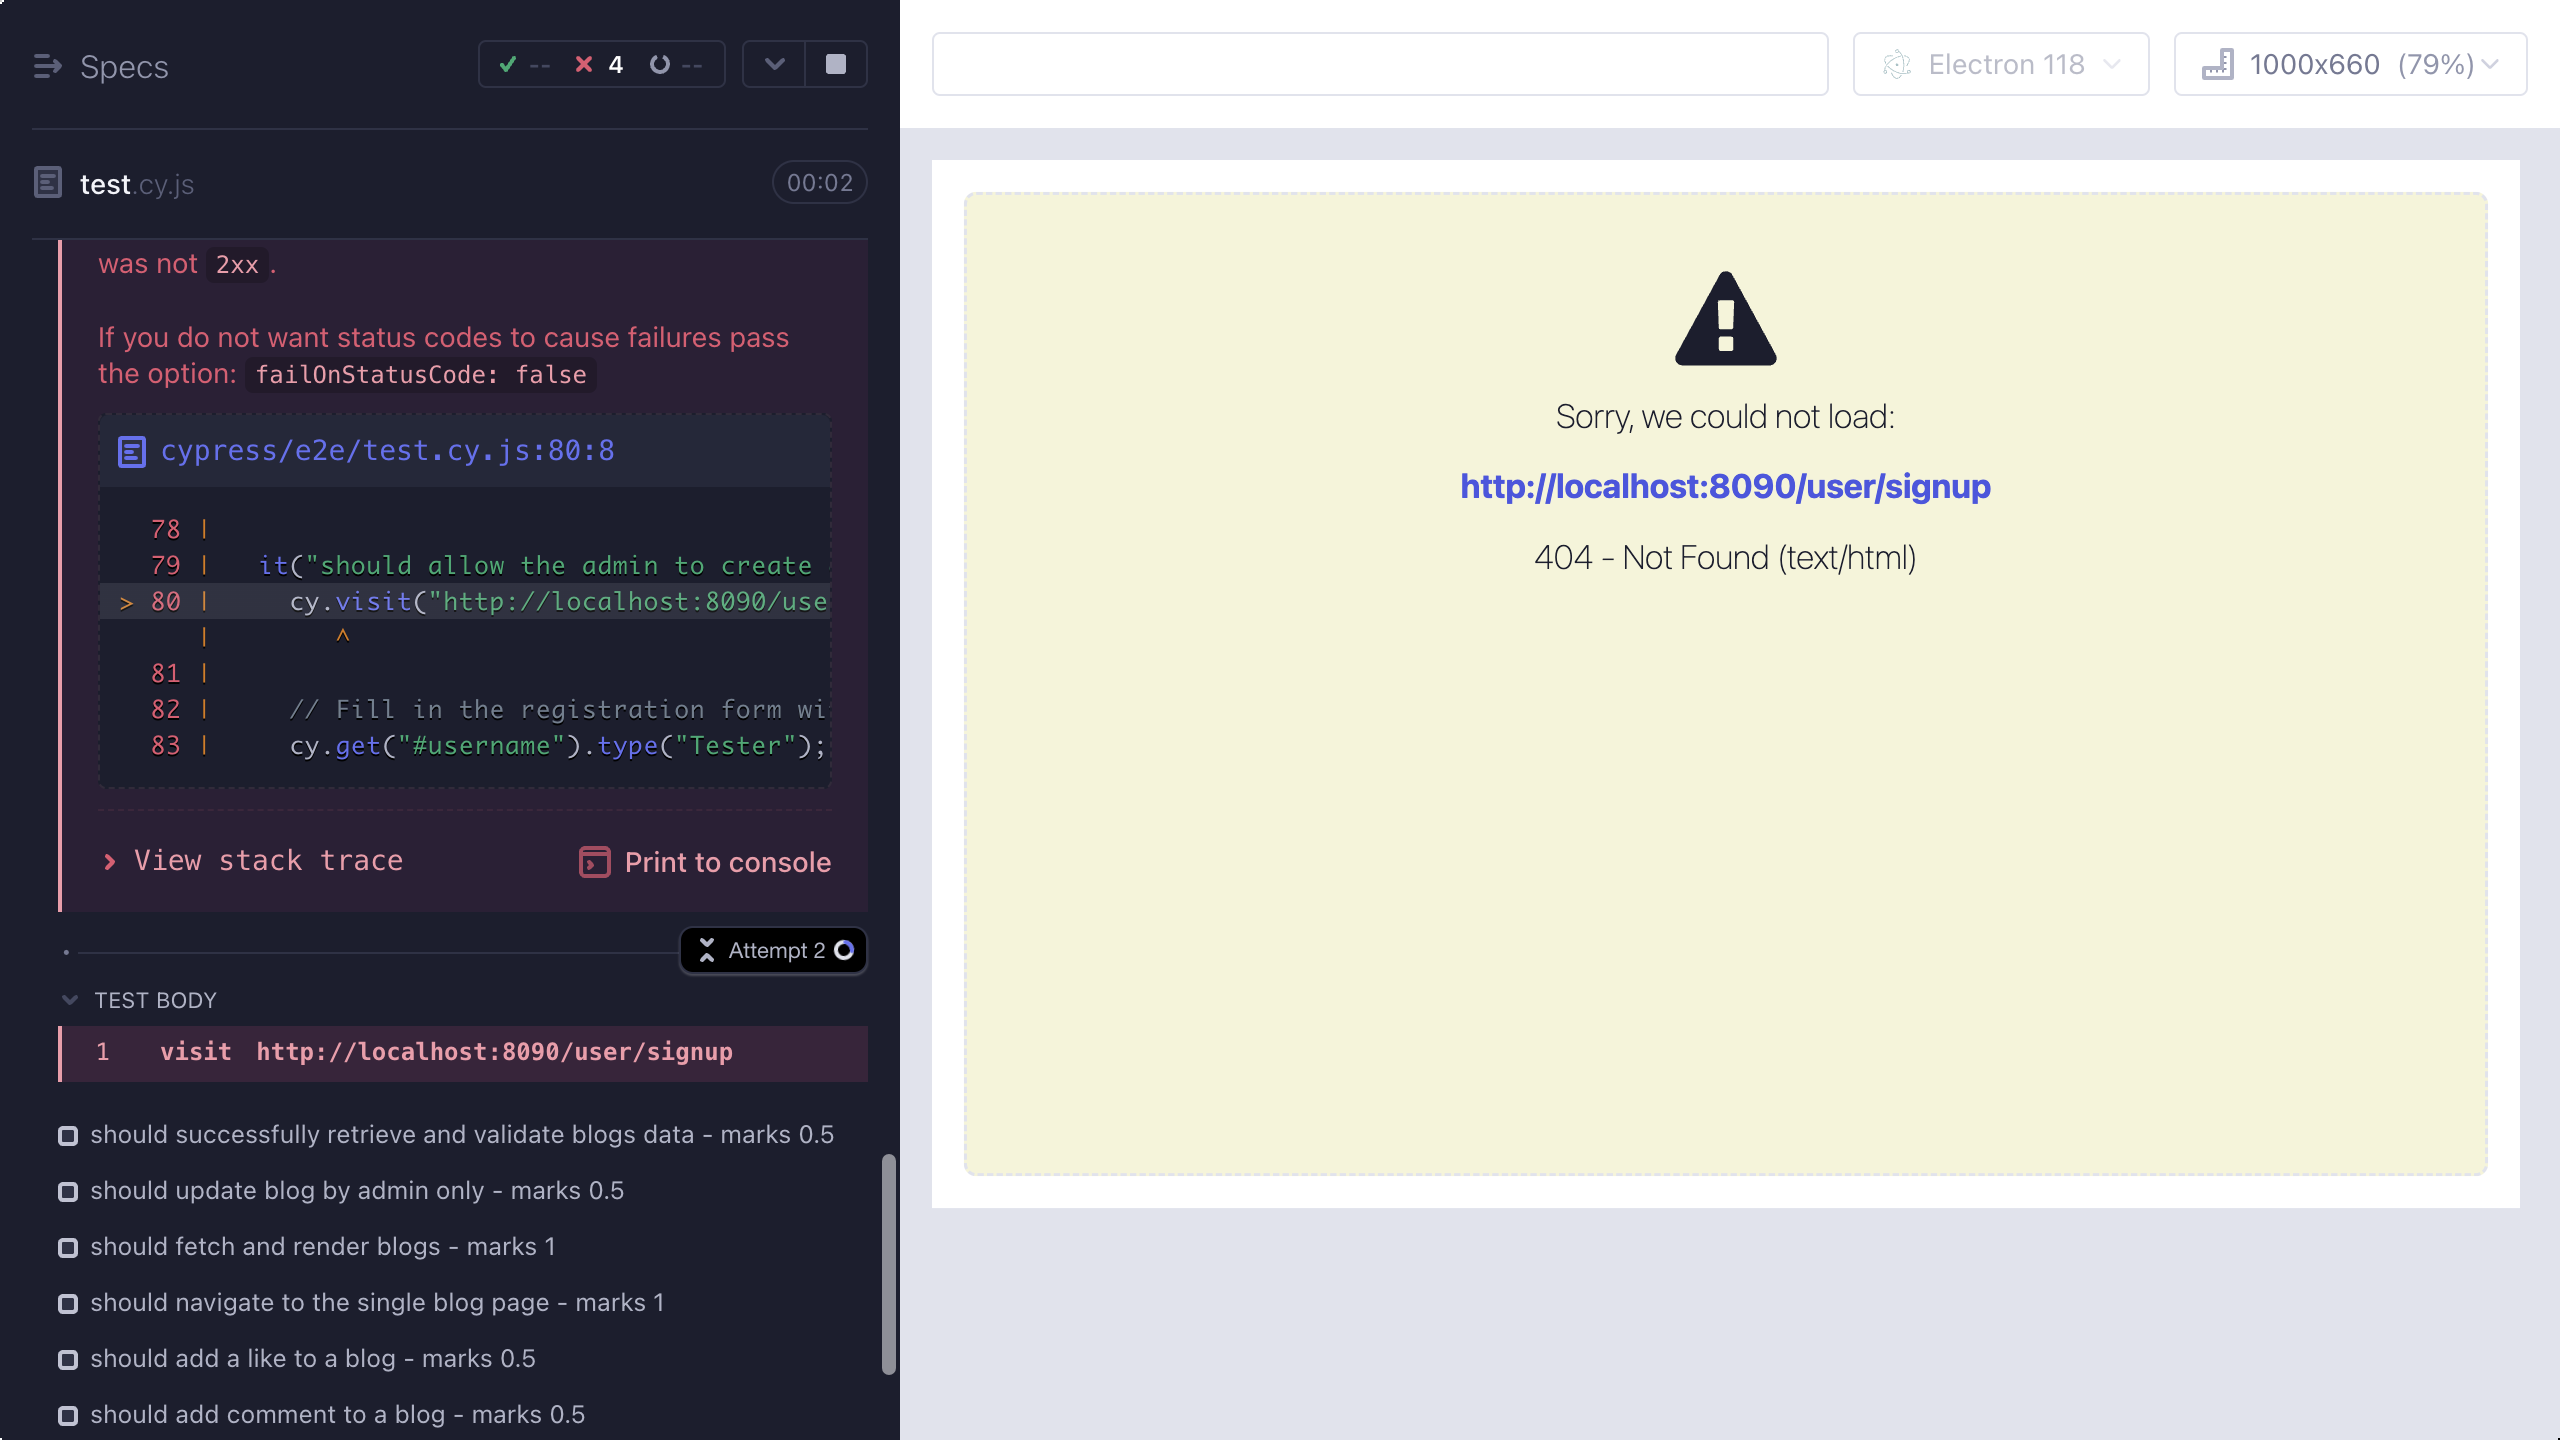 Specs
-- 4 --
test.cy.js
00:02
was not 2xx.
If you do not want status codes to cause failures pass
the option: failOnStatusCode: false
cypress/e2e/test.cy.js:80:8
78 |
79 | it("should allow the admin to create
> 80 | cy.visit("http://localhost:8090/use
| ^
81 |
82 | // Fill in the registration form wi
83 | cy.get("#username").type("Tester");
View stack trace
Print to console
Attempt 2
TEST BODY
1 visit http://localhost:8090/user/signup
should successfully retrieve and validate blogs data - marks 0.5
should update blog by admin only - marks 0.5
should fetch and render blogs - marks 1
should navigate to the single blog page - marks 1
should add a like to a blog - marks 0.5
should add comment to a blog - marks 0.5
Electron 118
1000x660 (79%)
Sorry, we could not load:
http://localhost:8090/user/signup
404 - Not Found (text/html)